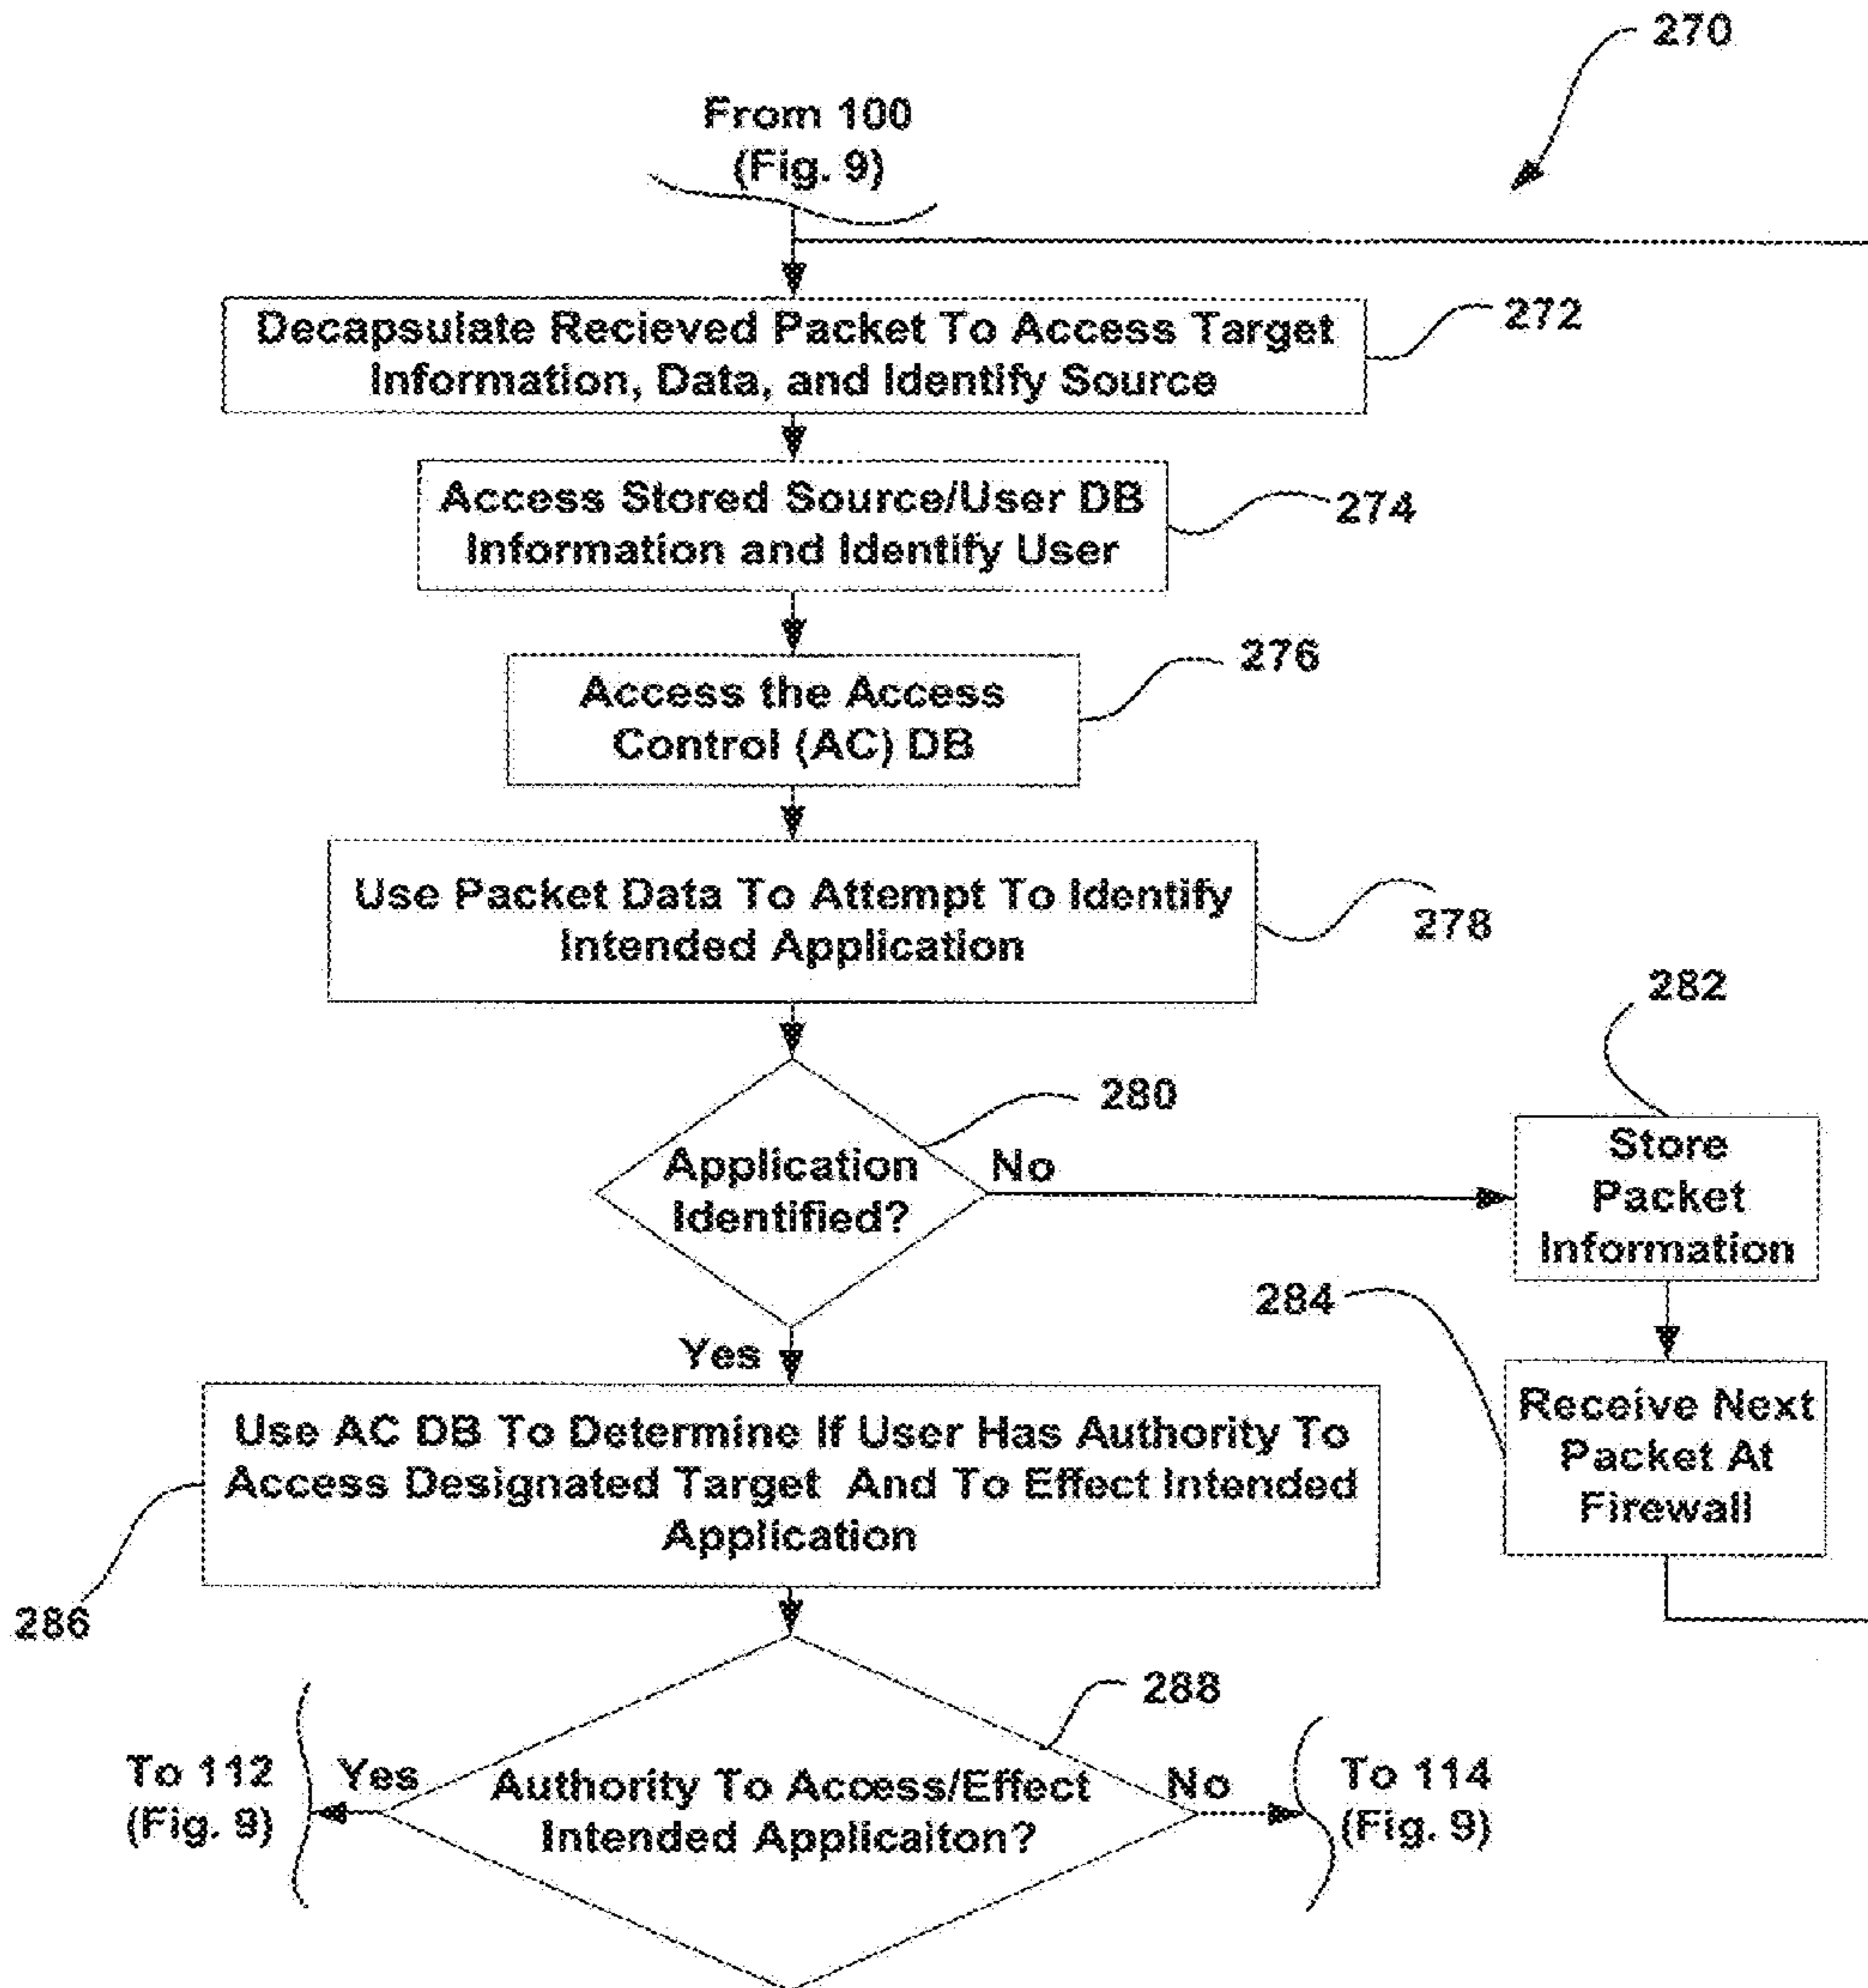 270
From 100
(Fig. 9)
Decapsulate Recieved Packet To Access Target
Information, Data, and Identify Source
272
Access Stored Source/User DB
Information and Identify User
274
Access the Access
Control (AC) DB
276
Use Packet Data To Attempt To Identify
Intended Application
278
Application
Identified?
280
No
282
Store
Packet
Information
284
Receive Next
Packet At
Firewall
Yes
Use AC DB To Determine If User Has Authority To
Access Designated Target And To Effect Intended
Application
286
288
To 112
(Fig. 9)
Yes
Authority To Access/Effect
Intended Applicaiton?
No
To 114
(Fig. 9)